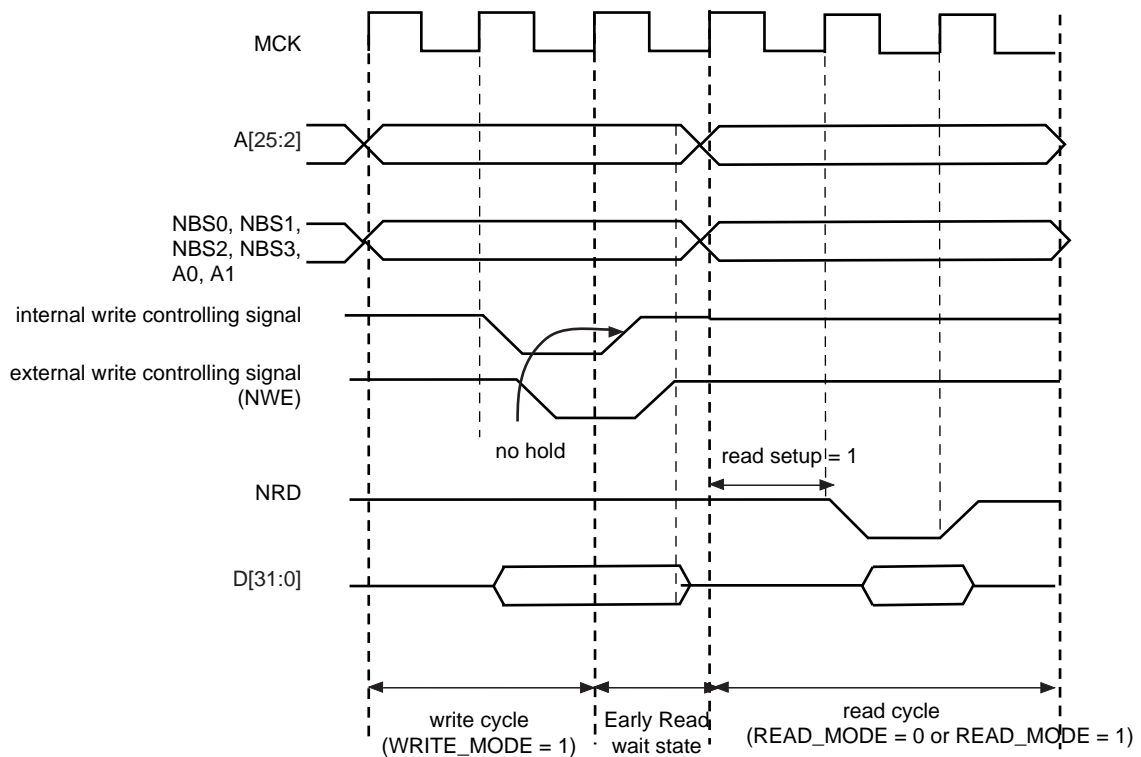 MCK
A[25:2]
NBS0, NBS1,
NBS2, NBS3,
A0, A1
internal write controlling signal
external write controlling signal
(NWE)
no hold
read setup = 1
NRD
D[31:0]
write cycle
(WRITE_MODE = 1)
Early Read
wait state
read cycle
(READ_MODE = 0 or READ_MODE = 1)